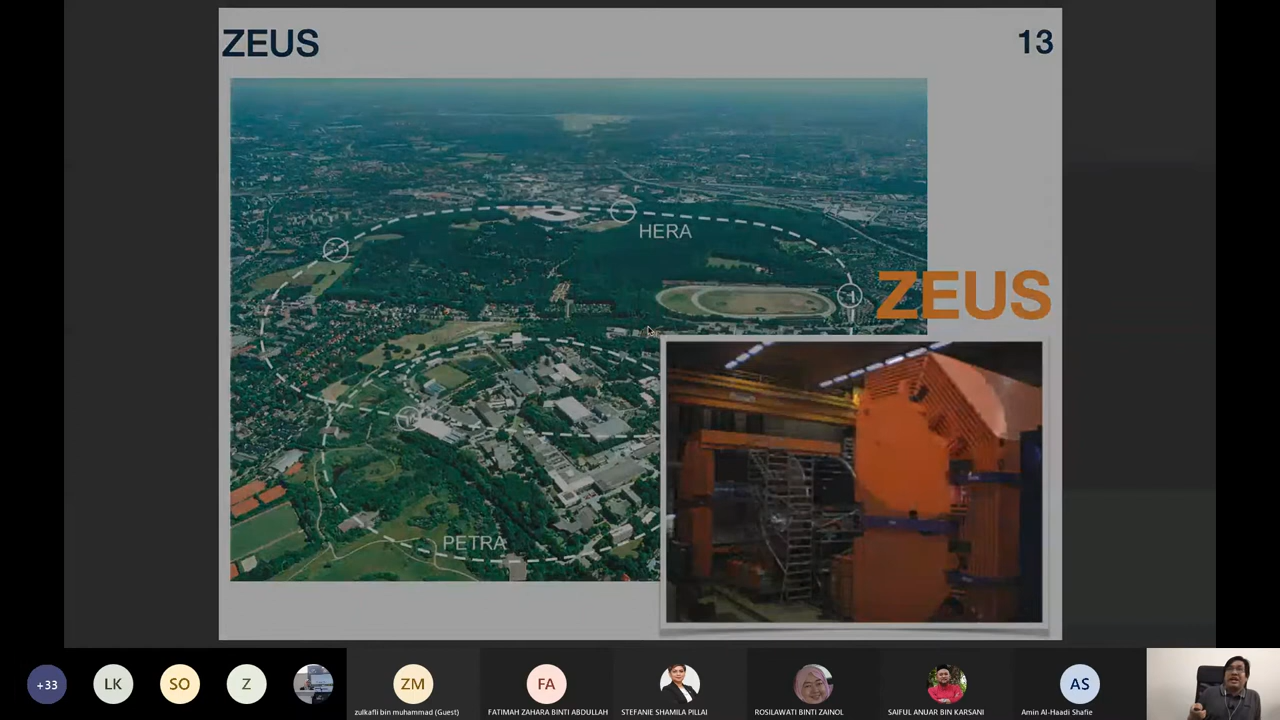 ZEUS
13
HERA
ZEUS
PETRA
+33
LK
SO
Z
ZM
FA
AS
zulkafli bin muhammad (Guest)
FATIMAH ZAHARA BINTI ABDULLAH
STEFANIE SHAMILA PILLAI
ROSILAWATI BINTI ZAINOL
SAIFUL ANUAR BIN KARSANI
Amin Al-Haadi Shafie